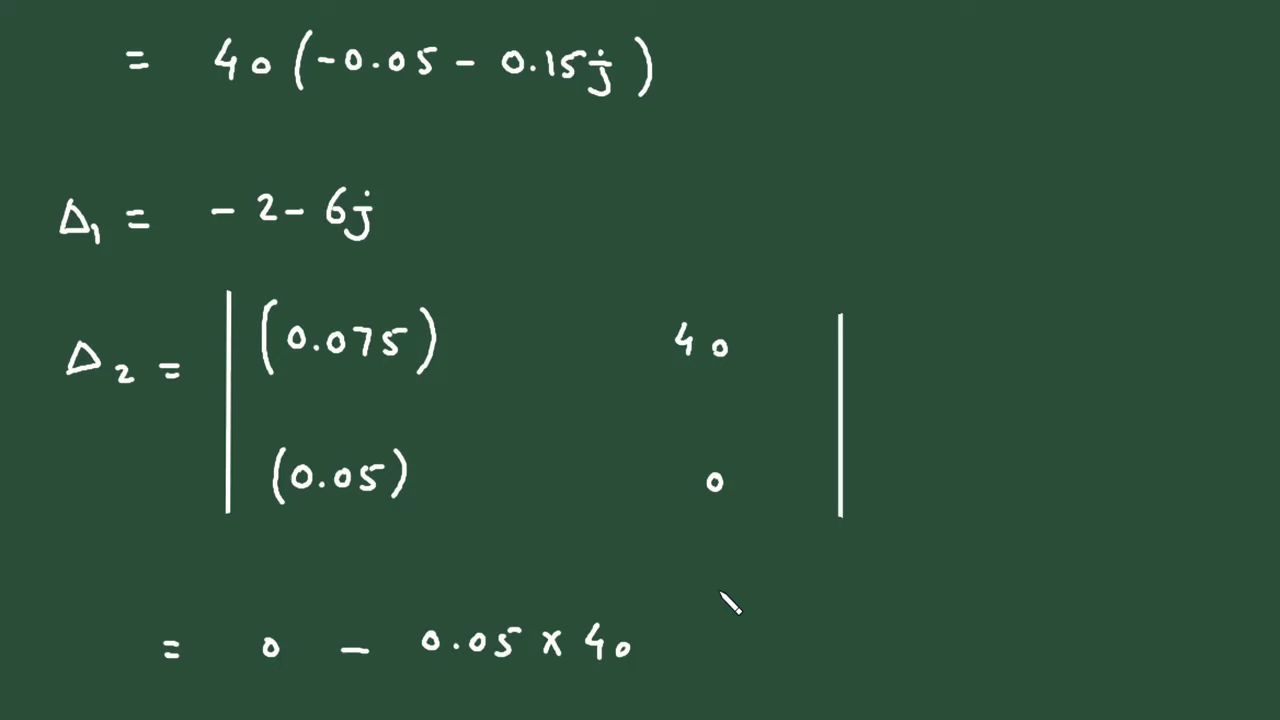 = 40(-0.05 - 0.15j)
Δ₁ = -2 - 6j
Δ₂ = | (0.075) 40 |
| (0.05) 0 |
= 0 - 0.05 × 40